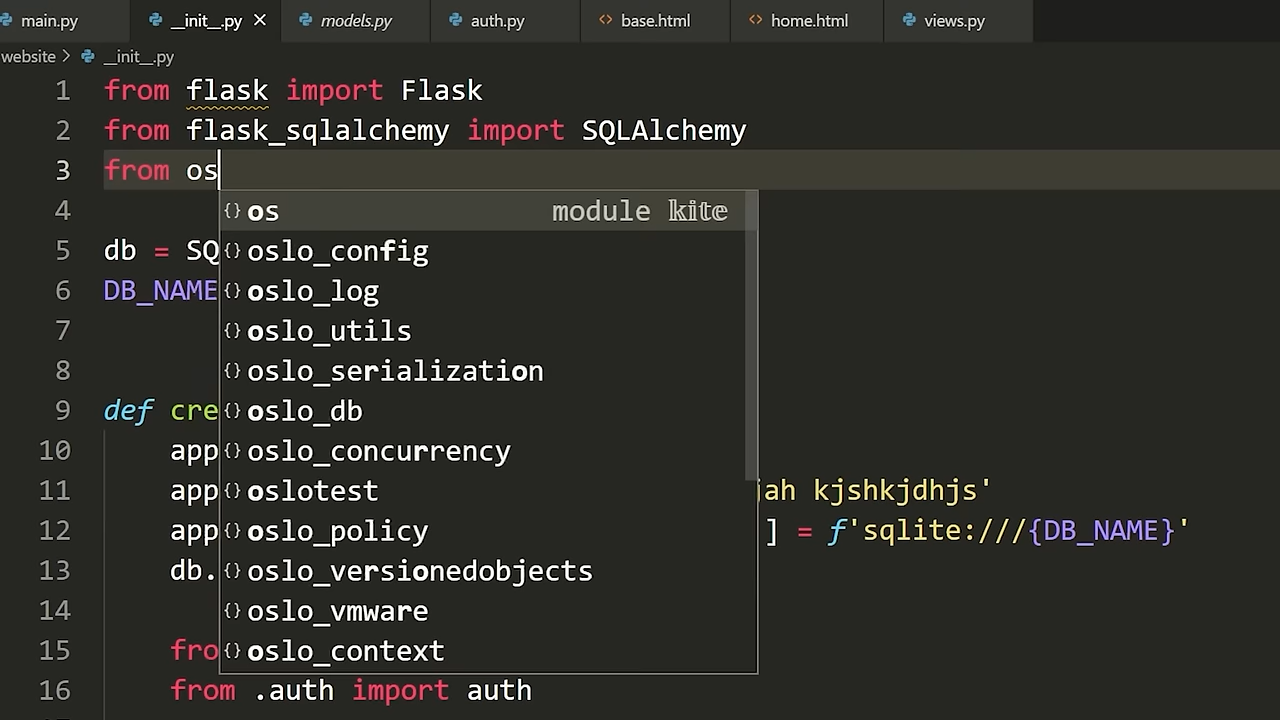 main.py __init__.py models.py auth.py base.html home.html views.py
website __init__.py
1 from flask import Flask
2 from flask_sqlalchemy import SQLAlchemy
3 from os
4 os module kite
5 db = SQ oslo_config
6 DB_NAME oslo_log
7 oslo_utils
8 oslo_serialization
9 def cre oslo_db
10 app oslo_concurrency
11 app oslotest jah kjshkjdhjs'
12 app oslo_policy ] = f'sqlite:///{DB_NAME}'
13 db. oslo_versionedobjects
14 oslo_vmware
15 fro oslo_context
16 from .auth import auth